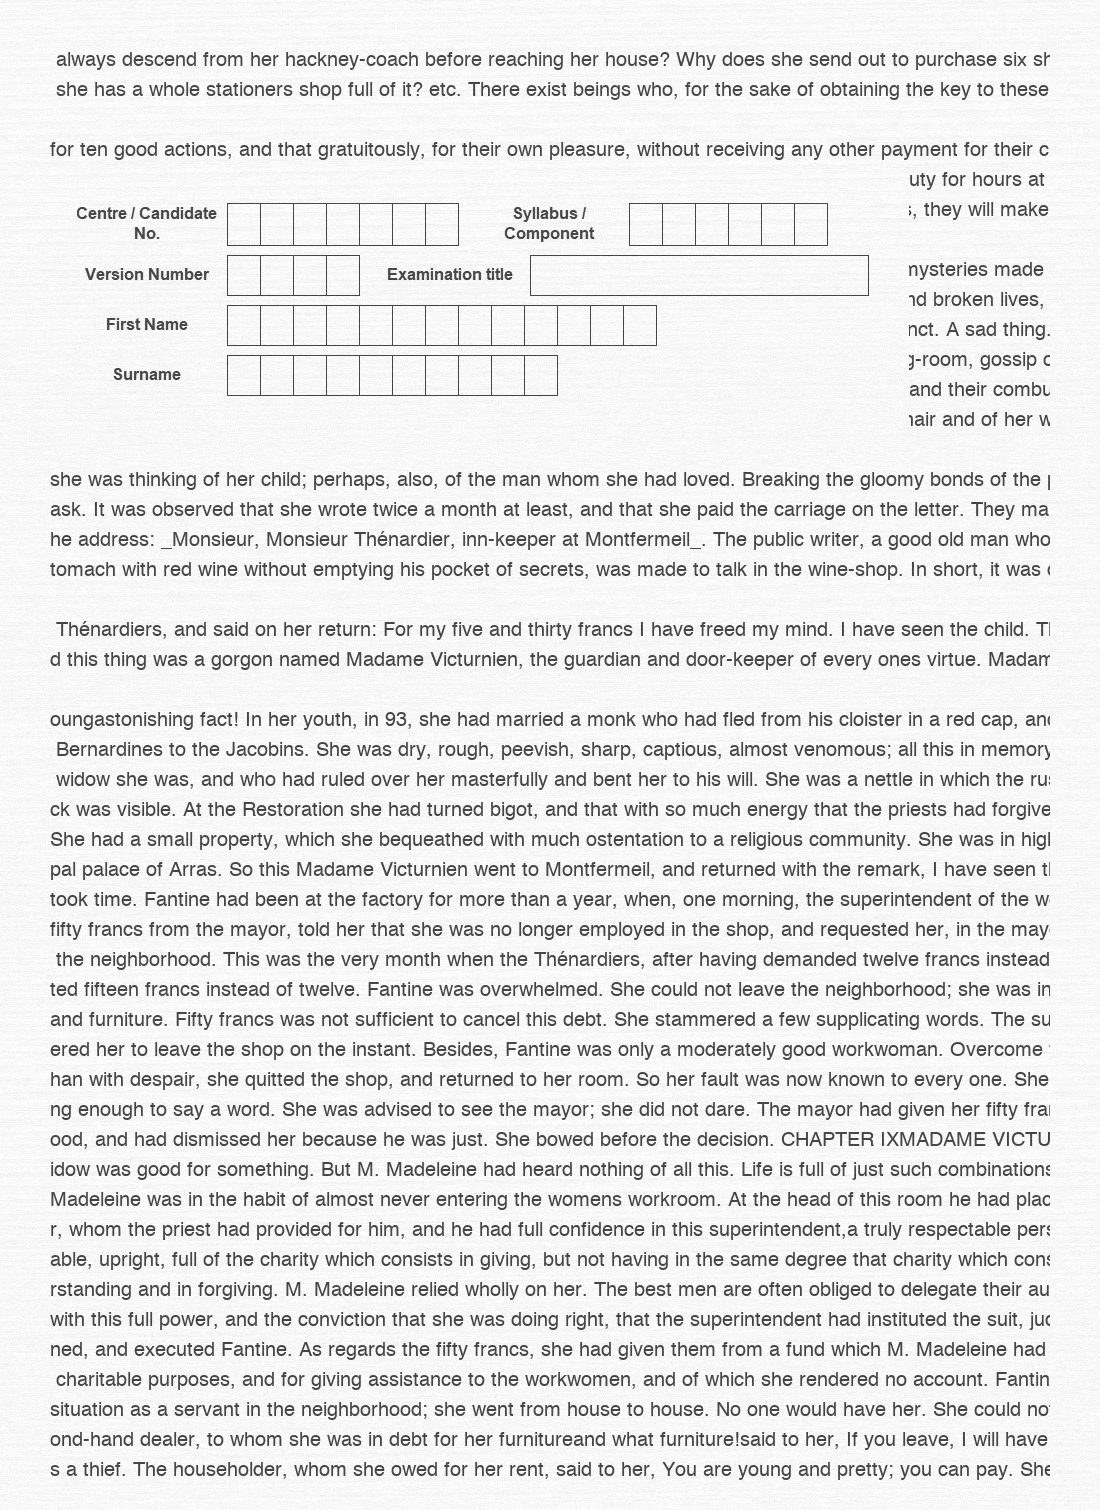 always descend from her hackney-coach before reaching her house? Why does she send out to purchase six
she has a whole stationers shop full of it? etc. There exist beings who, for the sake of obtaining the key to these
for ten good actions, and that gratuitously, for their own pleasure, without receiving any other payment for their
for hours at
they will make
Centre / Candidate No.
Syllabus / Component
mysteries made
broken lives,
Version Number
Examination title
A sad thing.
First Name
gossip
and their
Surname
and of her
she was thinking of her child; perhaps, also, of the man whom she had loved. Breaking the gloomy bonds of the
ask. It was observed that she wrote twice a month at least, and that she paid the carriage on the letter. They
he address: _Monsieur, Monsieur Thénardier, inn-keeper at Montfermeil_. The public writer, a good old man who
tomach with red wine without emptying his pocket of secrets, was made to talk in the wine-shop. In short, it was
Thénardiers, and said on her return: For my five and thirty francs I have freed my mind. I have seen the child.
d this thing was a gorgon named Madame Victurnien, the guardian and door-keeper of every ones virtue. Madam
oungastonishing fact! In her youth, in 93, she had married a monk who had fled from his cloister in a red cap, and
Bernardines to the Jacobins. She was dry, rough, peevish, sharp, captious, almost venomous; all this in memory
widow she was, and who had ruled over her masterfully and bent her to his will. She was a nettle in which the
ck was visible. At the Restoration she had turned bigot, and that with so much energy that the priests had forgive
She had a small property, which she bequeathed with much ostentation to a religious community. She was in
pal palace of Arras. So this Madame Victurnien went to Montfermeil, and returned with the remark, I have seen
took time. Fantine had been at the factory for more than a year, when, one morning, the superintendent of the
fifty francs from the mayor, told her that she was no longer employed in the shop, and requested her, in the
the neighborhood. This was the very month when the Thénardiers, after having demanded twelve francs instead
ted fifteen francs instead of twelve. Fantine was overwhelmed. She could not leave the neighborhood; she was in
and furniture. Fifty francs was not sufficient to cancel this debt. She stammered a few supplicating words. The su
ered her to leave the shop on the instant. Besides, Fantine was only a moderately good workwoman. Overcome
han with despair, she quitted the shop, and returned to her room. So her fault was now known to every one. She
ng enough to say a word. She was advised to see the mayor; she did not dare. The mayor had given her fifty
ood, and had dismissed her because he was just. She bowed before the decision. CHAPTER IXMADAME VICTU
idow was good for something. But M. Madeleine had heard nothing of all this. Life is full of just such combinations
Madeleine was in the habit of almost never entering the womens workroom. At the head of this room he had plac
r, whom the priest had provided for him, and he had full confidence in this superintendent,a truly respectable
able, upright, full of the charity which consists in giving, but not having in the same degree that charity which
rstanding and in forgiving. M. Madeleine relied wholly on her. The best men are often obliged to delegate their au
with this full power, and the conviction that she was doing right, that the superintendent had instituted the suit,
ned, and executed Fantine. As regards the fifty francs, she had given them from a fund which M. Madeleine had
charitable purposes, and for giving assistance to the workwomen, and of which she rendered no account. Fantin
situation as a servant in the neighborhood; she went from house to house. No one would have her. She could
ond-hand dealer, to whom she was in debt for her furnitureand what furniture!said to her, If you leave, I will have
s a thief. The householder, whom she owed for her rent, said to her, You are young and pretty; you can pay. She